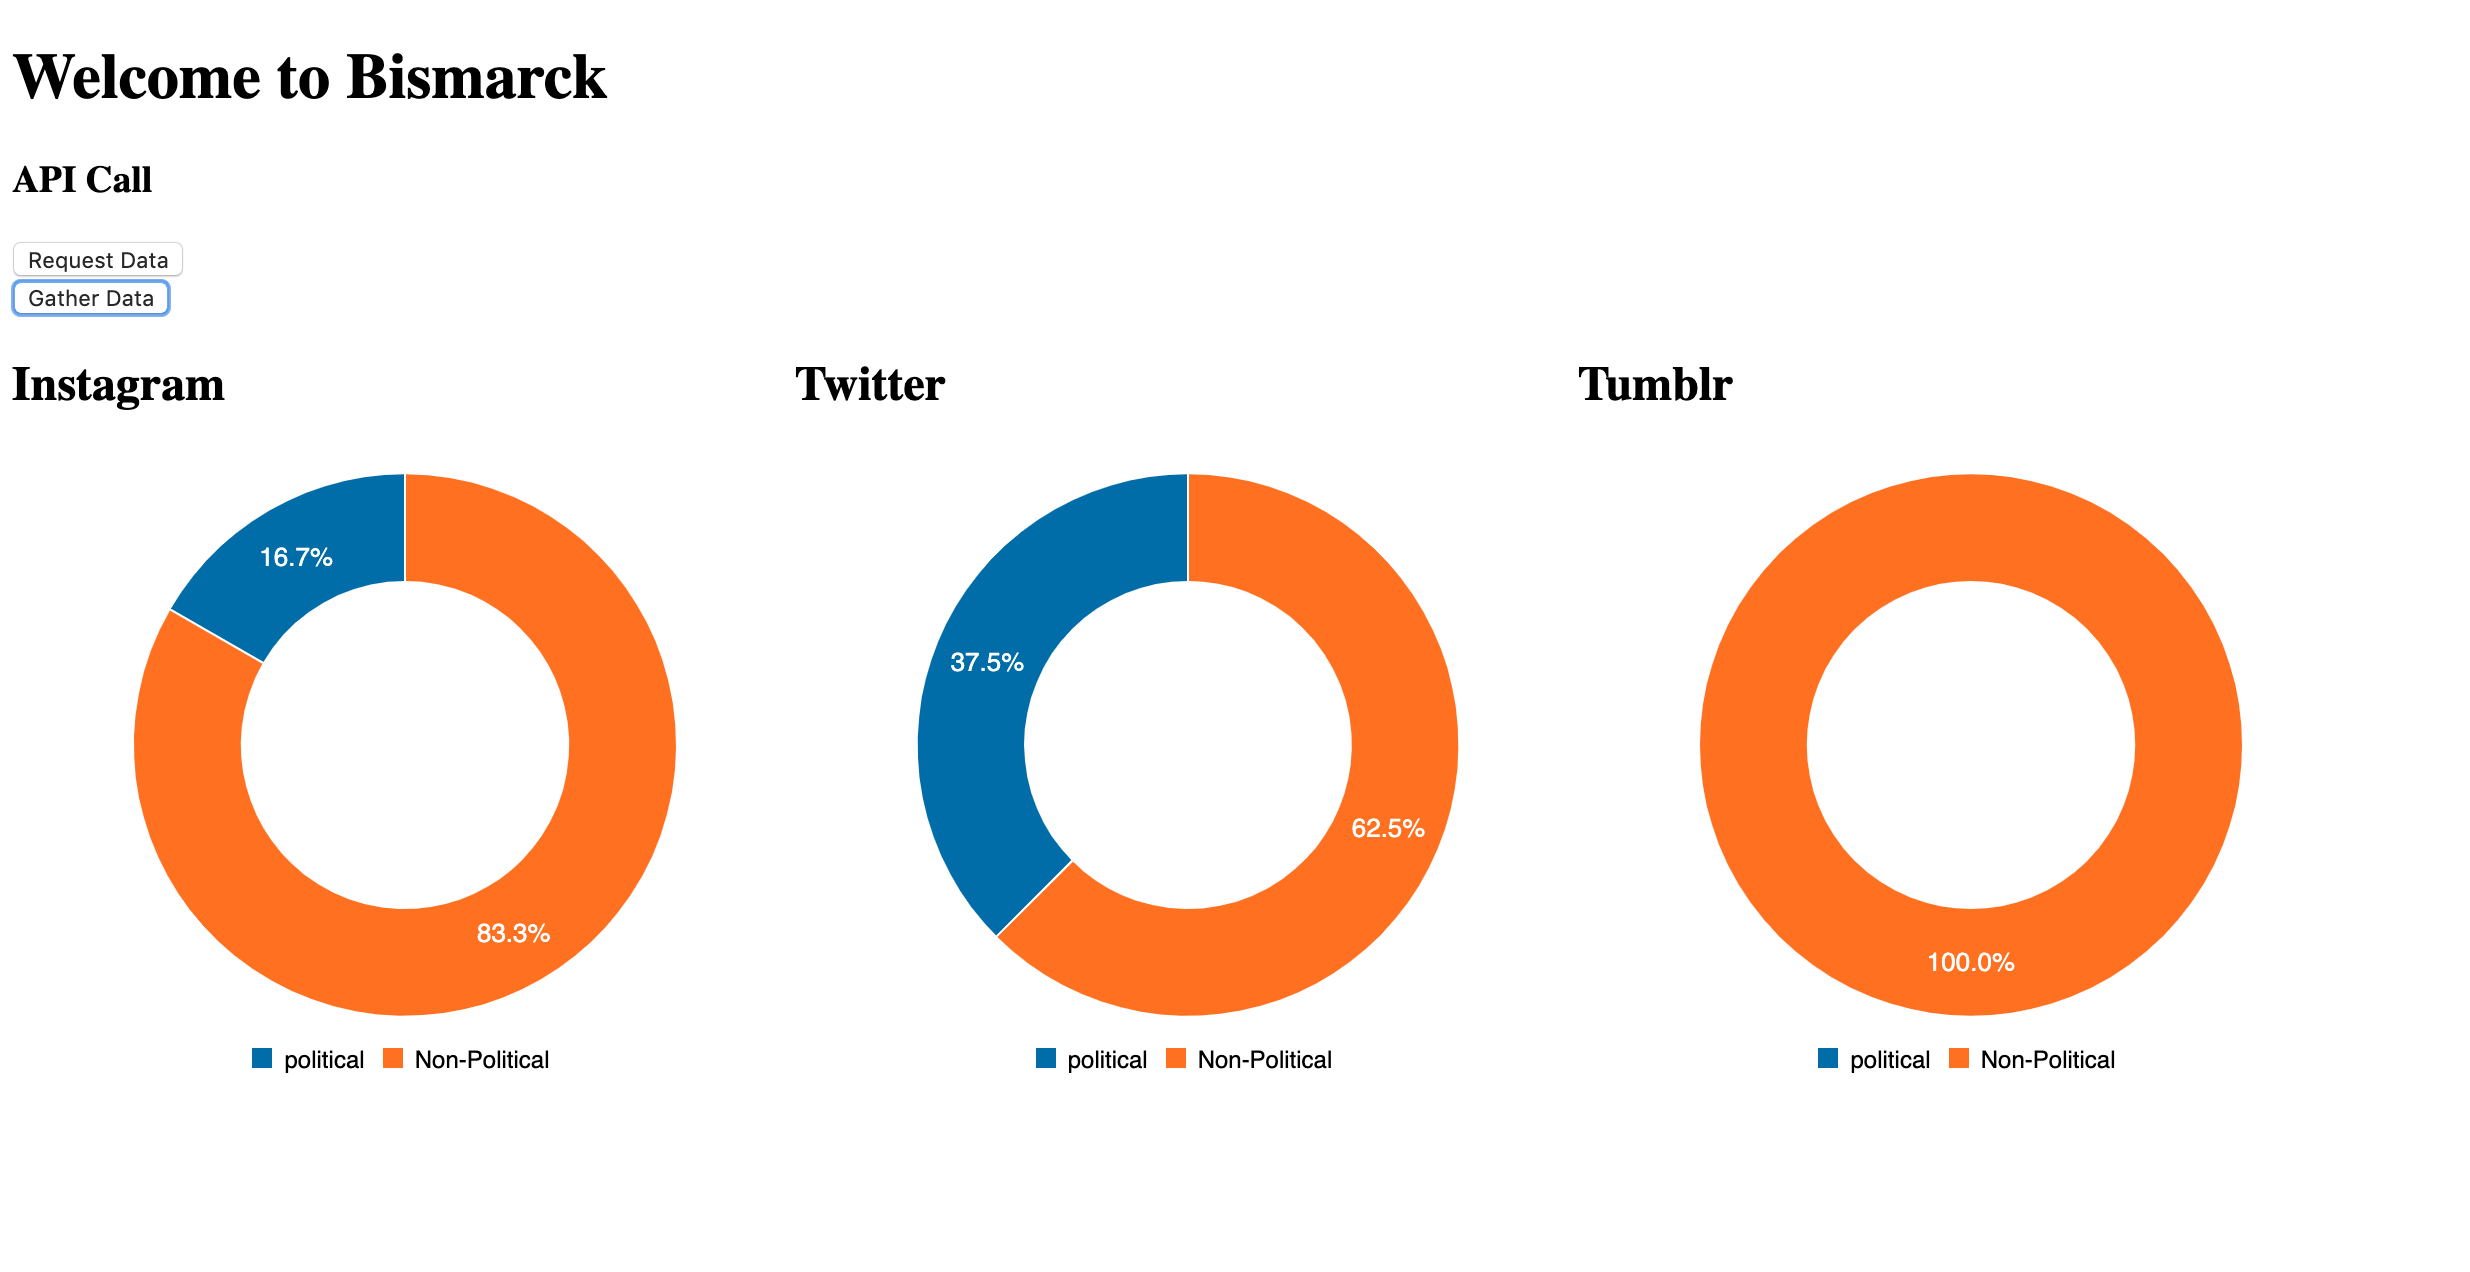 Welcome to Bismarck
API Call
Request Data
Gather Data
Instagram
16.7%
83.3%
political Non-Political
Twitter
37.5%
62.5%
political Non-Political
Tumblr
100.0%
political Non-Political